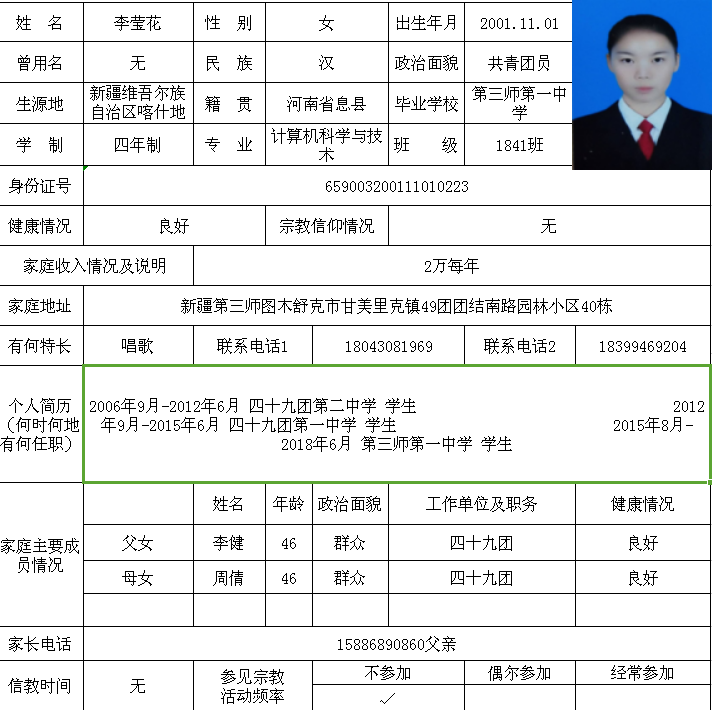 姓 名 李莹花 性 别 女 出生年月 2001.11.01
曾用名 无 民 族 汉 政治面貌 共青团员
生源地 新疆维吾尔族
自治区喀什地 籍 贯 河南省息县 毕业学校 第三师第一中
学
学 制 四年制 专 业 计算机科学与技
术 班 级 1841班
身份证号 659003200111010223
健康情况 良好 宗教信仰情况 无
家庭收入情况及说明 2万每年
家庭地址 新疆第三师图木舒克市甘美里克镇49团团结南路园林小区40栋
有何特长 唱歌 联系电话1 18043081969 联系电话2 18399469204
个人简历
(何时何地
有何任职)
2006年9月-2012年6月 四十九团第二中学 学生 2012
年9月-2015年6月 四十九团第一中学 学生 2015年8月-
2018年6月 第三师第一中学 学生
家庭主要成
员情况
姓名 年龄 政治面貌 工作单位及职务 健康情况
父女 李健 46 群众 四十九团 良好
母女 周倩 46 群众 四十九团 良好
家长电话 15886890860父亲
信教时间 无 参见宗教
活动频率 不参加 偶尔参加 经常参加
✓